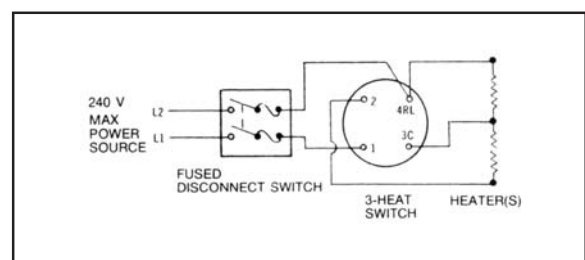 240 V
MAX
POWER
SOURCE
L2
L1
FUSED
DISCONNECT SWITCH
2
4RL
3C
1
3-HEAT
SWITCH
HEATER(S)